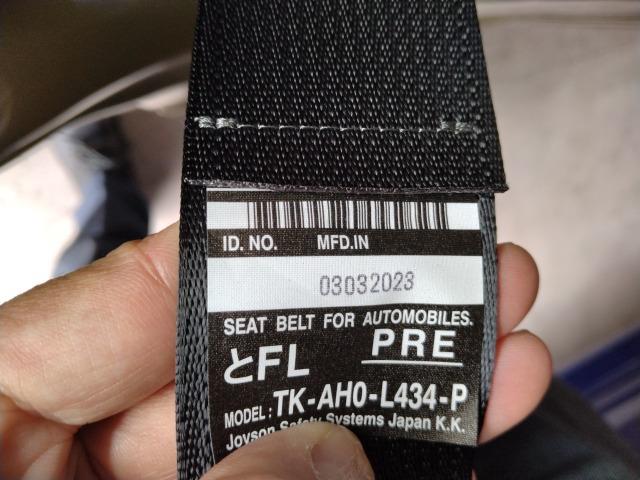 ID. NO. MFD.IN
03032023
SEAT BELT FOR AUTOMOBILES.
とFL PRE
MODEL : TK-AH0-L434-P
Joyson Safety Systems Japan K.K.